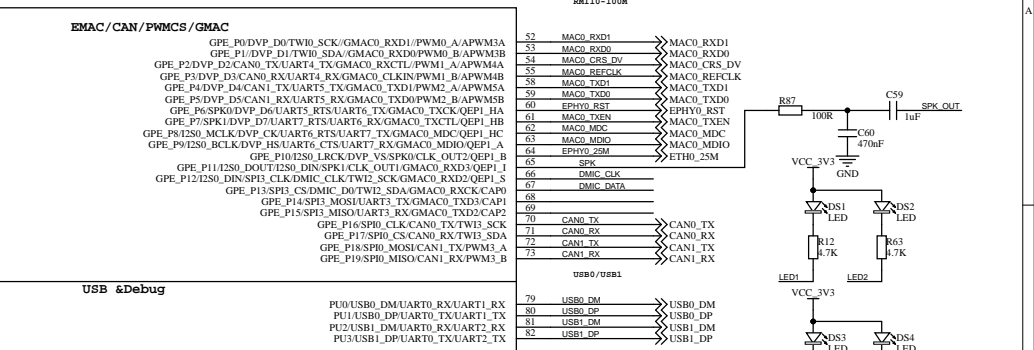 RMII0-100M
A
EMAC/CAN/PWMCS/GMAC
GPE_P0/DVP_D0/TWI0_SCK//GMAC0_RXD1//PWM0_A/APWM3A 52 MAC0_RXD1 MAC0_RXD1
GPE_P1//DVP_D1/TWI0_SDA//GMAC0_RXD0/PWM0_B/APWM3B 53 MAC0_RXD0 MAC0_RXD0
GPE_P2/DVP_D2/CAN0_TX/UART4_TX/GMAC0_RXCTL//PWM1_A/APWM4A 54 MAC0_CRS_DV MAC0_CRS_DV
GPE_P3/DVP_D3/CAN0_RX/UART4_RX/GMAC0_CLKIN/PWM1_B/APWM4B 55 MAC0_REFCLK MAC0_REFCLK
GPE_P4/DVP_D4/CAN1_TX/UART5_TX/GMAC0_TXD1/PWM2_A/APWM5A 58 MAC0_TXD1 MAC0_TXD1
GPE_P5/DVP_D5/CAN1_RX/UART5_RX/GMAC0_TXD0/PWM2_B/APWM5B 59 MAC0_TXD0 MAC0_TXD0
GPE_P6/SPK0/DVP_D6/UART5_RTS/UART6_TX/GMAC0_TXCK/QEP1_HA 60 EPHY0_RST EPHY0_RST
GPE_P7/SPK1/DVP_D7/UART7_RTS/UART6_RX/GMAC0_TXCTL/QEP1_HB 61 MAC0_TXEN MAC0_TXEN
GPE_P8/I2S0_MCLK/DVP_CK/UART6_RTS/UART7_TX/GMAC0_MDC/QEP1_HC 62 MAC0_MDC MAC0_MDC
GPE_P9/I2S0_BCLK/DVP_HS/UART6_CTS/UART7_RX/GMAC0_MDIO/QEP1_A 63 MAC0_MDIO MAC0_MDIO
GPE_P10/I2S0_LRCK/DVP_VS/SPK0/CLK_OUT2/QEP1_B 64 EPHY0_25M ETH0_25M
GPE_P11/I2S0_DOUT/I2S0_DIN/SPK1/CLK_OUT1/GMAC0_RXD3/QEP1_I 65 SPK
GPE_P12/I2S0_DIN/SPI3_CLK/DMIC_CLK/TWI2_SCK/GMAC0_RXD2/QEP1_S 66 DMIC_CLK
GPE_P13/SPI3_CS/DMIC_D0/TWI2_SDA/GMAC0_RXCK/CAP0 67 DMIC_DATA
GPE_P14/SPI3_MOSI/UART3_TX/GMAC0_TXD3/CAP1 68
GPE_P15/SPI3_MISO/UART3_RX/GMAC0_TXD2/CAP2 69
GPE_P16/SPI0_CLK/CAN0_TX/TWI3_SCK 70 CAN0_TX CAN0_TX
GPE_P17/SPI0_CS/CAN0_RX/TWI3_SDA 71 CAN0_RX CAN0_RX
GPE_P18/SPI0_MOSI/CAN1_TX/PWM3_A 72 CAN1_TX CAN1_TX
GPE_P19/SPI0_MISO/CAN1_RX/PWM3_B 73 CAN1_RX CAN1_RX
R87
100R
C59
1uF
SPK_OUT
C60
470nF
GND
VCC_3V3
DS1
LED
DS2
LED
R12
4.7K
R63
4.7K
LED1
LED2
VCC_3V3
DS3
LED
DS4
LED
USB0/USB1
USB &Debug
PU0/USB0_DM/UART0_RX/UART1_RX 79 USB0_DM USB0_DM
PU1/USB0_DP/UART0_TX/UART1_TX 80 USB0_DP USB0_DP
PU2/USB1_DM/UART0_RX/UART2_RX 81 USB1_DM USB1_DM
PU3/USB1_DP/UART0_TX/UART2_TX 82 USB1_DP USB1_DP